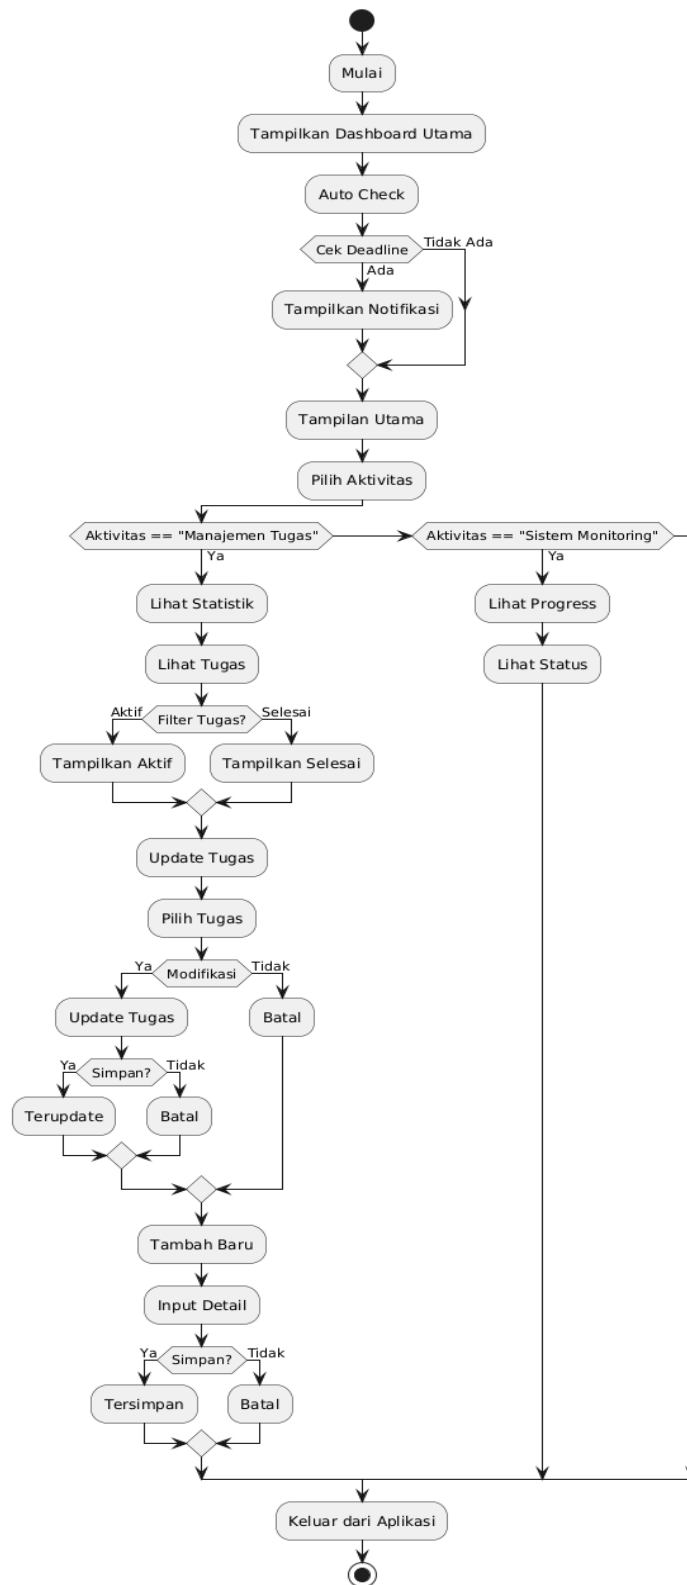 Mulai
Tampilkan Dashboard Utama
Auto Check
Cek Deadline
Tidak Ada
Ada
Tampilkan Notifikasi
Tampilan Utama
Pilih Aktivitas
Aktivitas == "Manajemen Tugas"
Aktivitas == "Sistem Monitoring"
Ya
Ya
Lihat Statistik
Lihat Progress
Lihat Tugas
Lihat Status
Aktif
Filter Tugas?
Selesai
Tampilkan Aktif
Tampilkan Selesai
Update Tugas
Pilih Tugas
Ya
Modifikasi
Tidak
Update Tugas
Batal
Ya
Simpan?
Tidak
Terupdate
Batal
Tambah Baru
Input Detail
Ya
Simpan?
Tidak
Tersimpan
Batal
Keluar dari Aplikasi